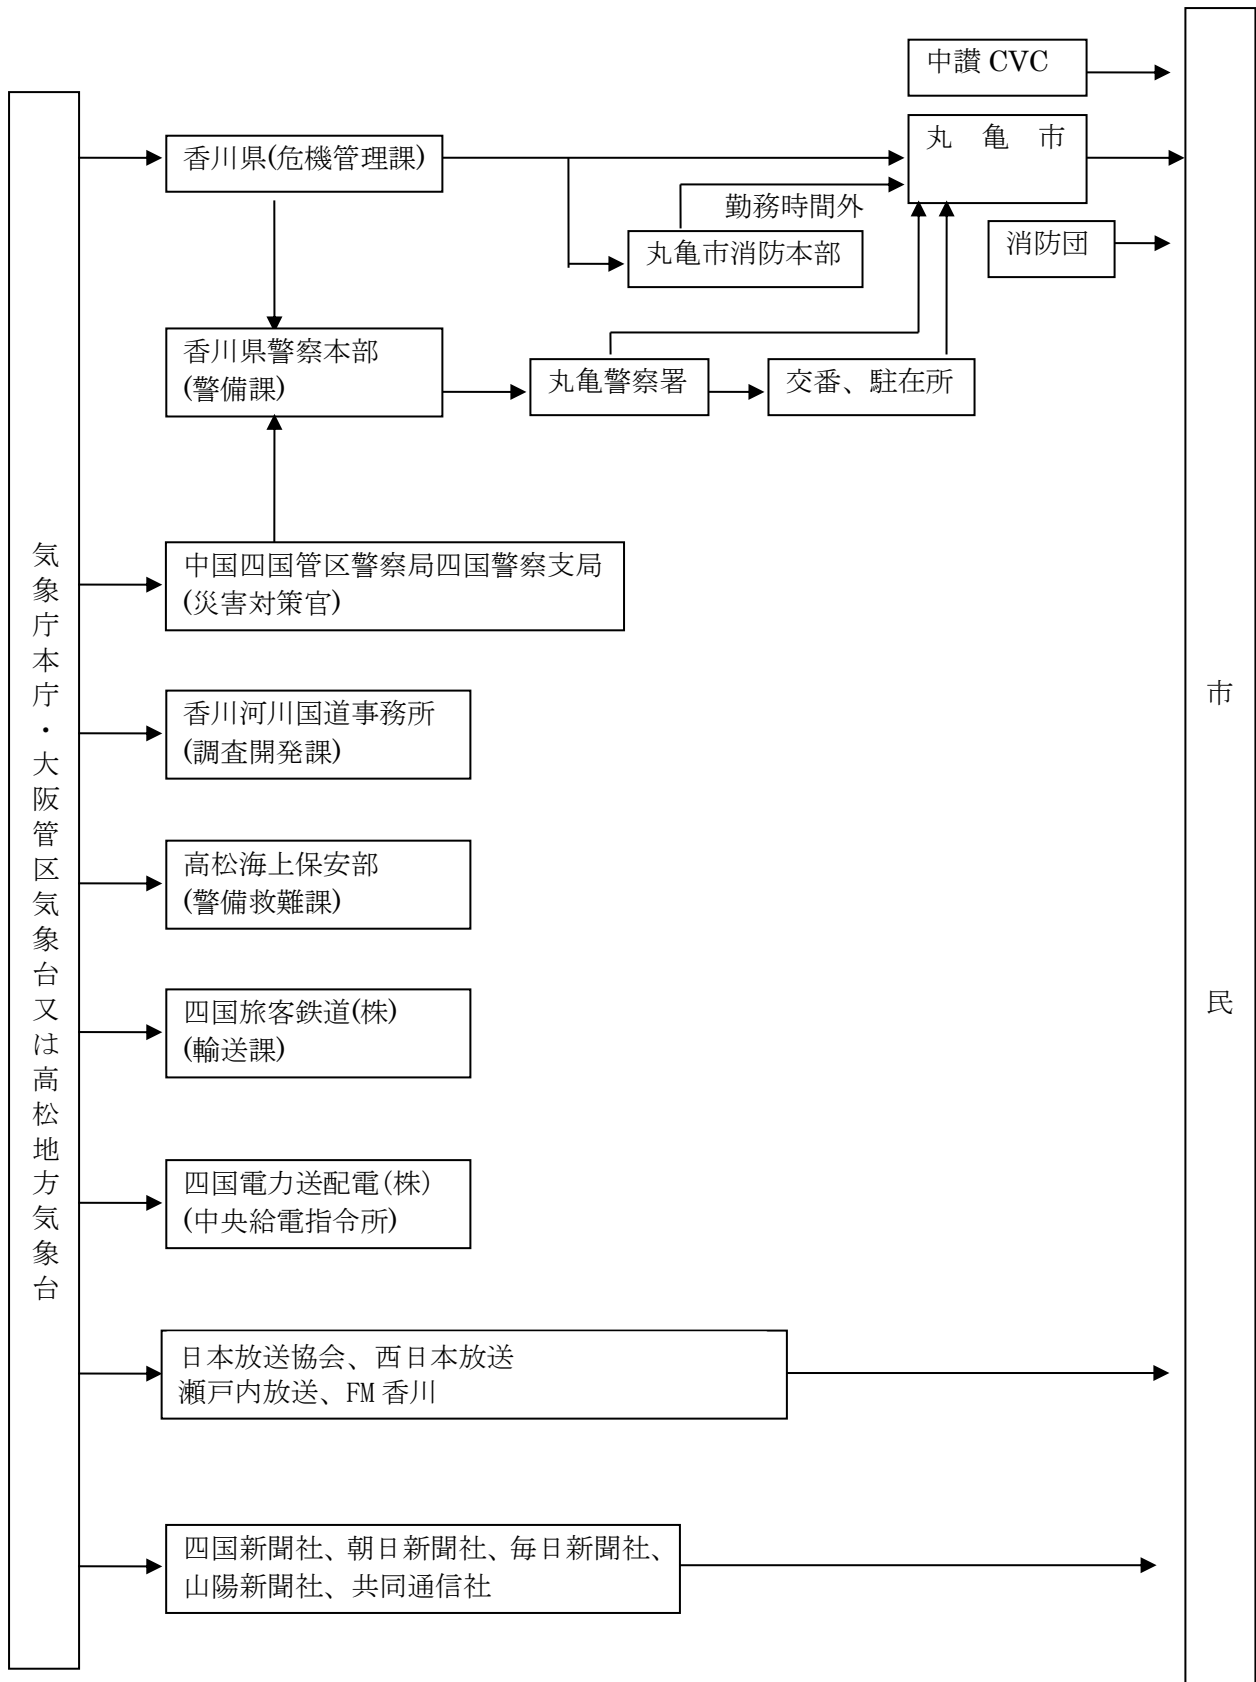 中讃 CVC
香川県(危機管理課)
丸 亀 市
勤務時間外
丸亀市消防本部
消防団
香川県警察本部
(警備課)
丸亀警察署
交番、駐在所
気象庁本庁・大阪管区気象台又は高松地方気象台
中国四国管区警察局四国警察支局
(災害対策官)
香川河川国道事務所
(調査開発課)
市民
高松海上保安部
(警備救難課)
四国旅客鉄道(株)
(輸送課)
四国電力送配電(株)
(中央給電指令所)
日本放送協会、西日本放送
瀬戸内放送、FM 香川
四国新聞社、朝日新聞社、毎日新聞社、
山陽新聞社、共同通信社